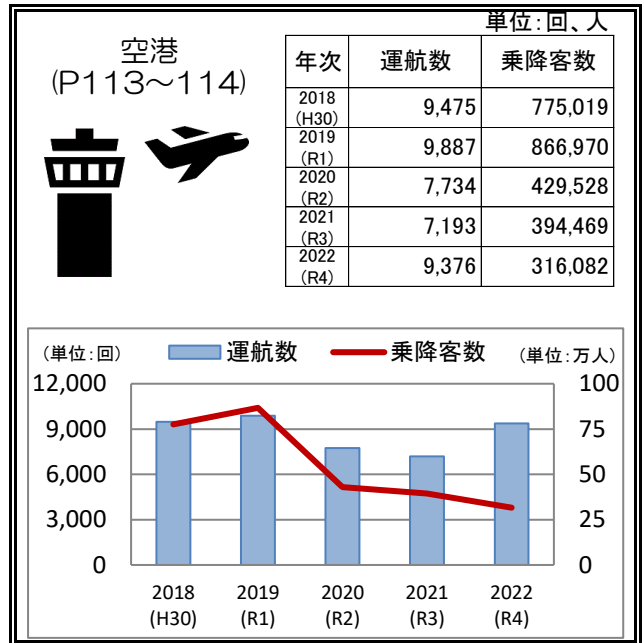 空港
(P113～114)
単位：回、人
年次 運航数 乗降客数
2018
(H30) 9,475 775,019
2019
(R1) 9,887 866,970
2020
(R2) 7,734 429,528
2021
(R3) 7,193 394,469
2022
(R4) 9,376 316,082
（単位：回） 運航数 乗降客数 （単位：万人）
12,000 100
9,000 75
6,000 50
3,000 25
0 0
2018 2019 2020 2021 2022
(H30) (R1) (R2) (R3) (R4)